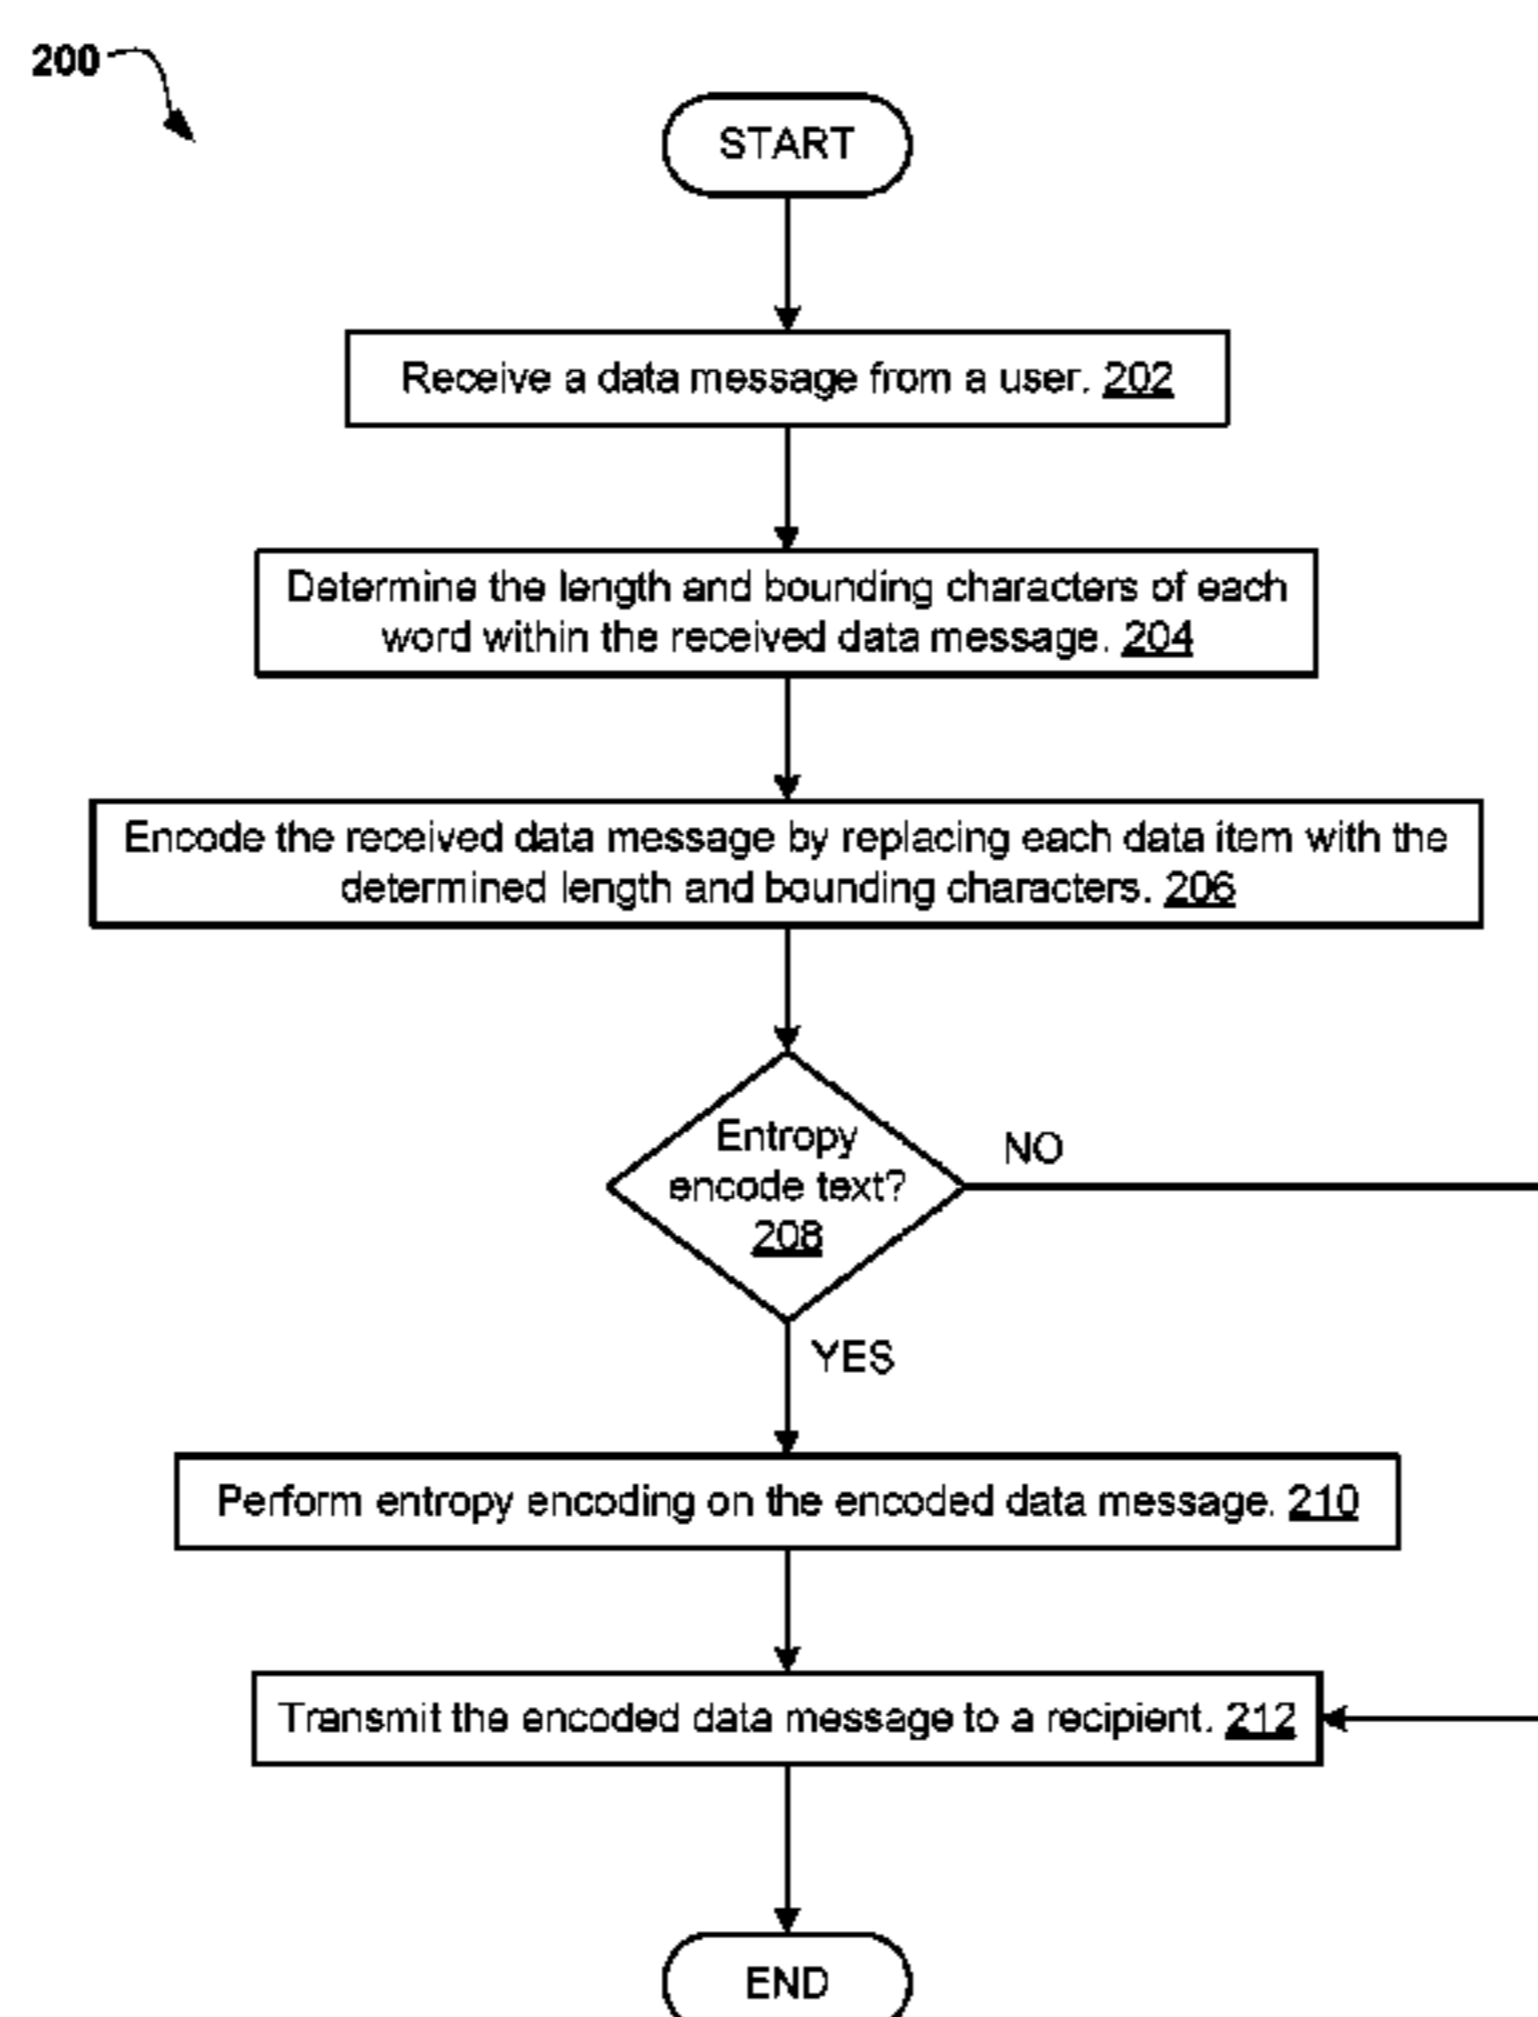 200
START
Receive a data message from a user. 202
Determine the length and bounding characters of each
word within the received data message. 204
Encode the received data message by replacing each data item with the
determined length and bounding characters. 206
Entropy
encode text?
208
NO
YES
Perform entropy encoding on the encoded data message. 210
Transmit the encoded data message to a recipient. 212
END